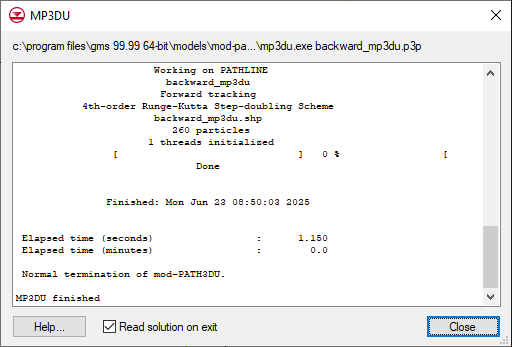 MP3DU
c:\program files\gms 99.99 64-bit\models\mod-pa...\mp3du.exe backward_mp3du.p3p
Working on PATHLINE
backward_mp3du
Forward tracking
4th-order Runge-Kutta Step-doubling Scheme
backward_mp3du.shp
260 particles
1 threads initialized
[ ] 0 % [
Done
Finished: Mon Jun 23 08:50:03 2025
Elapsed time (seconds) : 1.150
Elapsed time (minutes) : 0.0
Normal termination of mod-PATH3DU.
MP3DU finished
Help... Read solution on exit Close